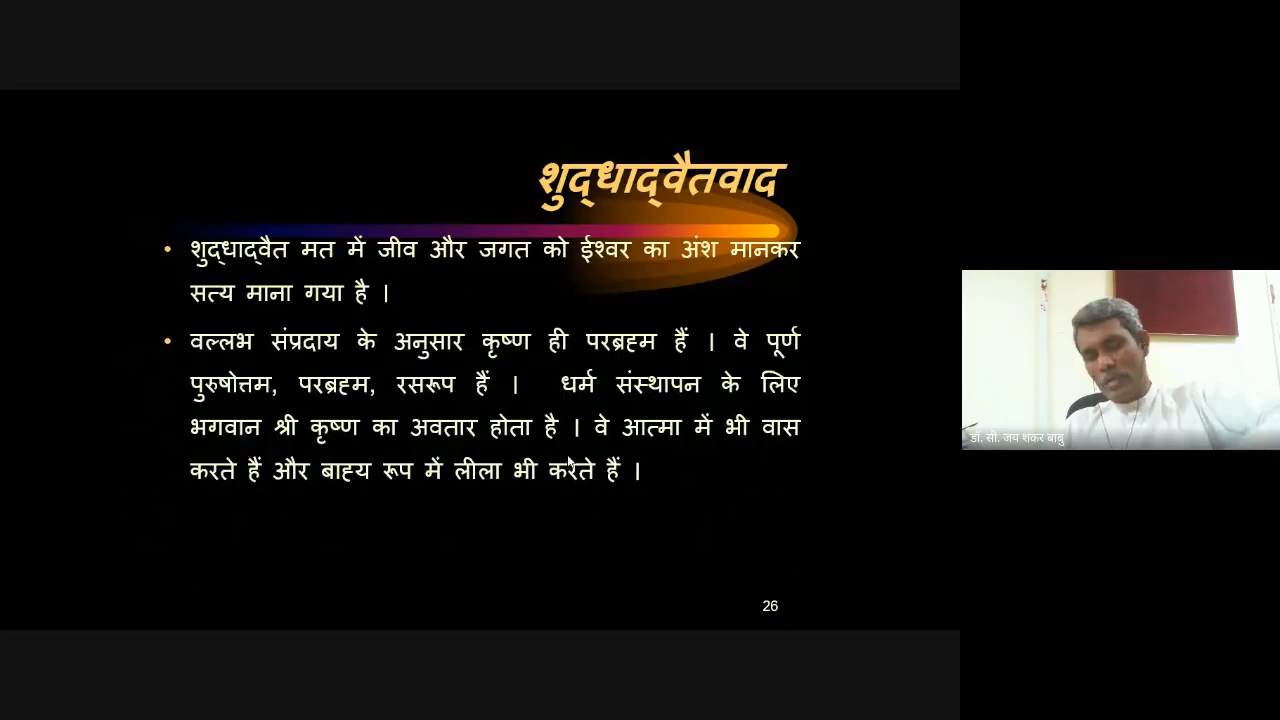 शुद्धाद्वैतवाद
• शुद्धाद्वैत मत में जीव और जगत को ईश्वर का अंश मानकर
सत्य माना गया है ।
• वल्लभ संप्रदाय के अनुसार कृष्ण ही परब्रह्म हैं । वे पूर्ण
पुरुषोत्तम, परब्रह्म, रसरूप हैं । धर्म संस्थापन के लिए
भगवान श्री कृष्ण का अवतार होता है । वे आत्मा में भी वास
करते हैं और बाह्य रूप में लीला भी करते हैं ।
26
डॉ. सी. जय शंकर बाबु